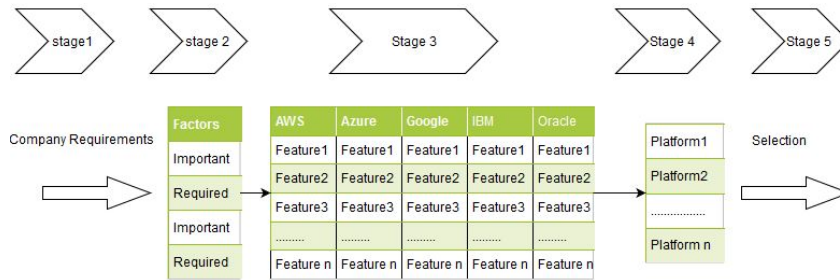 stage1 stage 2 Stage 3 Stage 4 Stage 5
Company Requirements
Factors
Important
Required
Important
Required
AWS Azure Google IBM Oracle
Feature1 Feature1 Feature1 Feature1 Feature1
Feature2 Feature2 Feature2 Feature2 Feature2
Feature3 Feature3 Feature3 Feature3 Feature3
......... ......... ......... ......... .........
Feature n Feature n Feature n Feature n Feature n
Platform1
Platform2
................
Platform n
Selection